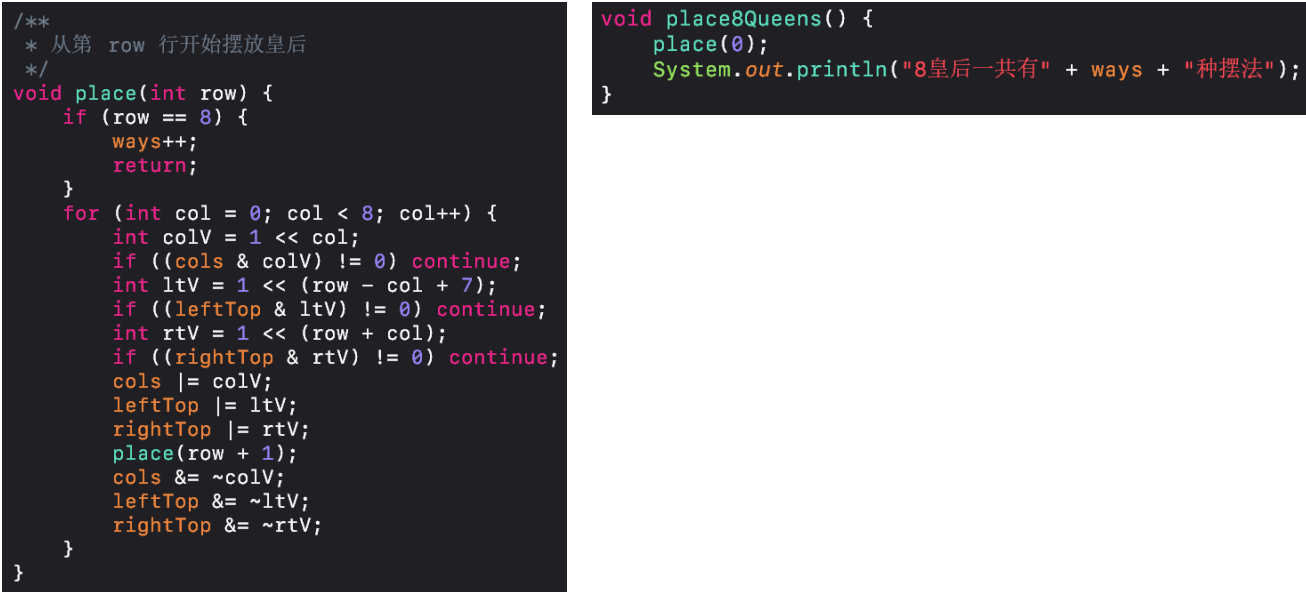 /**
 * 从第 row 行开始摆放皇后
 */
void place(int row) {
    if (row == 8) {
        ways++;
        return;
    }
    for (int col = 0; col < 8; col++) {
        int colV = 1 << col;
        if ((cols & colV) != 0) continue;
        int ltV = 1 << (row - col + 7);
        if ((leftTop & ltV) != 0) continue;
        int rtV = 1 << (row + col);
        if ((rightTop & rtV) != 0) continue;
        cols |= colV;
        leftTop |= ltV;
        rightTop |= rtV;
        place(row + 1);
        cols &= ~colV;
        leftTop &= ~ltV;
        rightTop &= ~rtV;
    }
}
void place8Queens() {
    place(0);
    System.out.println("8皇后一共有" + ways + "种摆法");
}